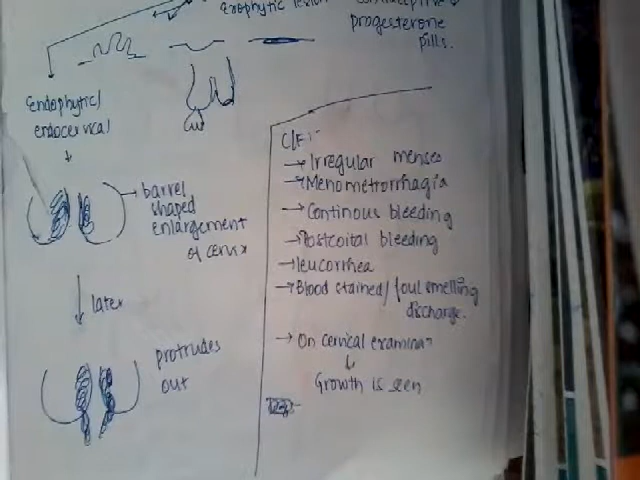 Exophytic lesion
progesterone
pills.
Endophytic/
endocervical
barrel
shaped
enlargement
of cervix
later
protrudes
out
C/F:-
→ Irregular menses
→ Menometrorrhagia
→ Continous bleeding
→ Postcoital bleeding
→ leucorrhea
→ Blood stained/foul smelling
discharge.
→ On cervical examinan
Growth is seen